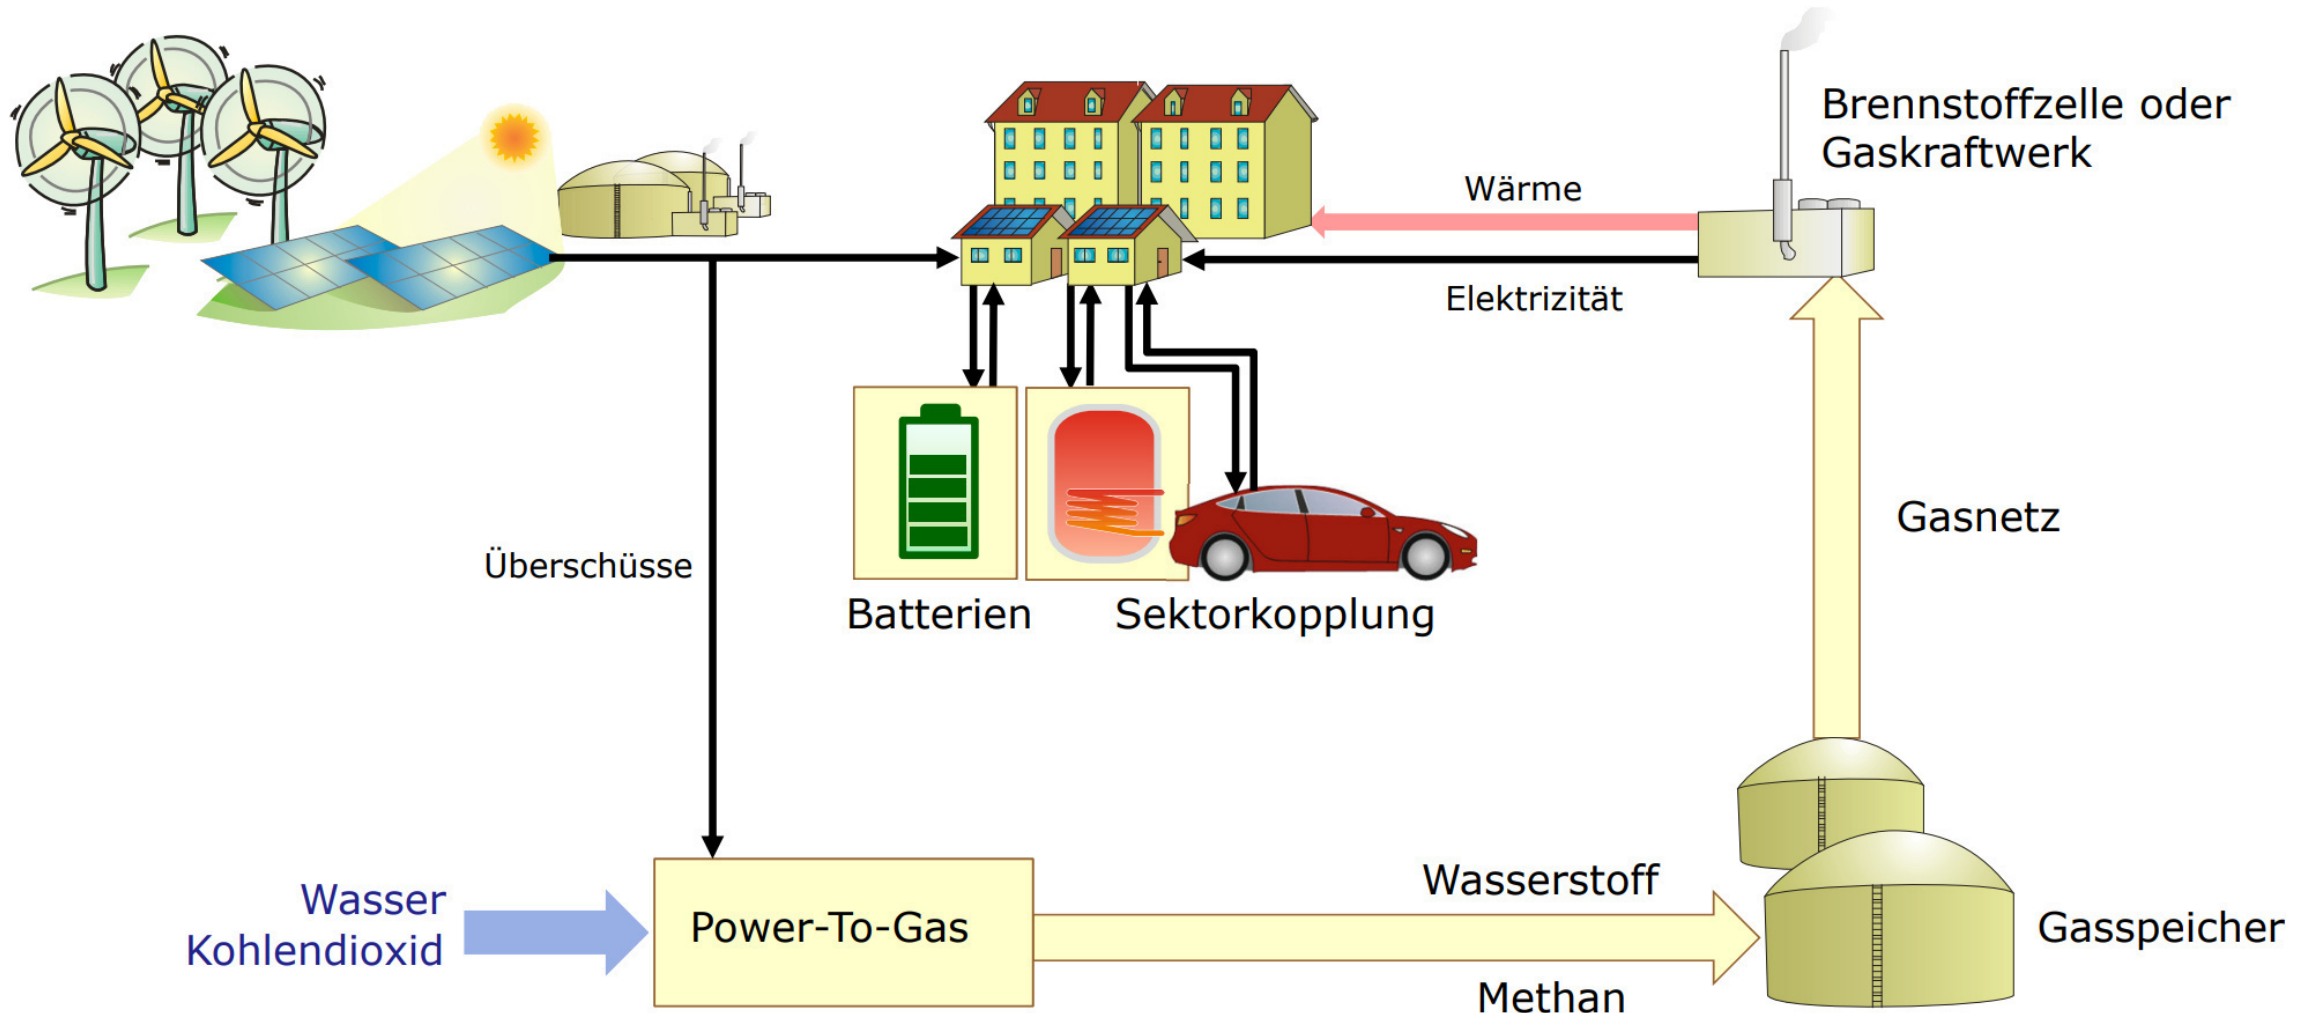 Brennstoffzelle oder
Gaskraftwerk
Wärme
Elektrizität
Gasnetz
Überschüsse
Batterien
Sektorkopplung
Wasser
Kohlendioxid
Power-To-Gas
Wasserstoff
Methan
Gasspeicher